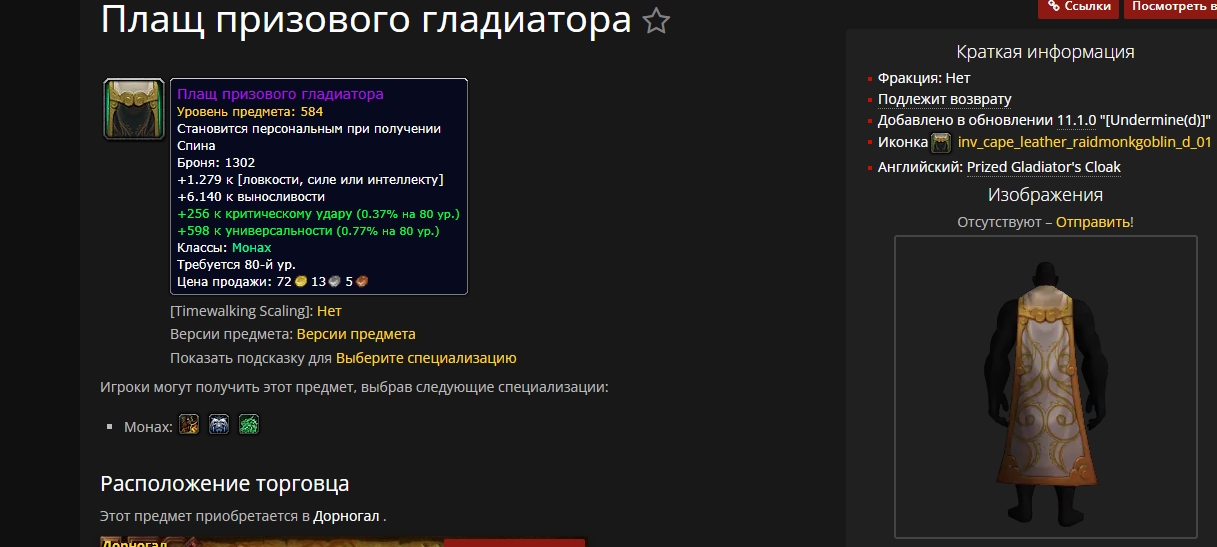 Ссылки
Посмотреть в
Плащ призового гладиатора
Плащ призового гладиатора
Уровень предмета: 584
Становится персональным при получении
Спина
Броня: 1302
+1.279 к [ловкости, силе или интеллекту]
+6.140 к выносливости
+256 к критическому удару (0.37% на 80 ур.)
+598 к универсальности (0.77% на 80 ур.)
Классы: Монах
Требуется 80-й ур.
Цена продажи: 72 13 5
[Timewalking Scaling]: Нет
Версии предмета: Версии предмета
Показать подсказку для Выберите специализацию
Игроки могут получить этот предмет, выбрав следующие специализации:
Монах:
Расположение торговца
Этот предмет приобретается в Дорногал .
Дорногал
Краткая информация
Фракция: Нет
Подлежит возврату
Добавлено в обновлении 11.1.0 "[Undermine(d)]"
Иконка inv_cape_leather_raidmonkgoblin_d_01
Английский: Prized Gladiator's Cloak
Изображения
Отсутствуют – Отправить!